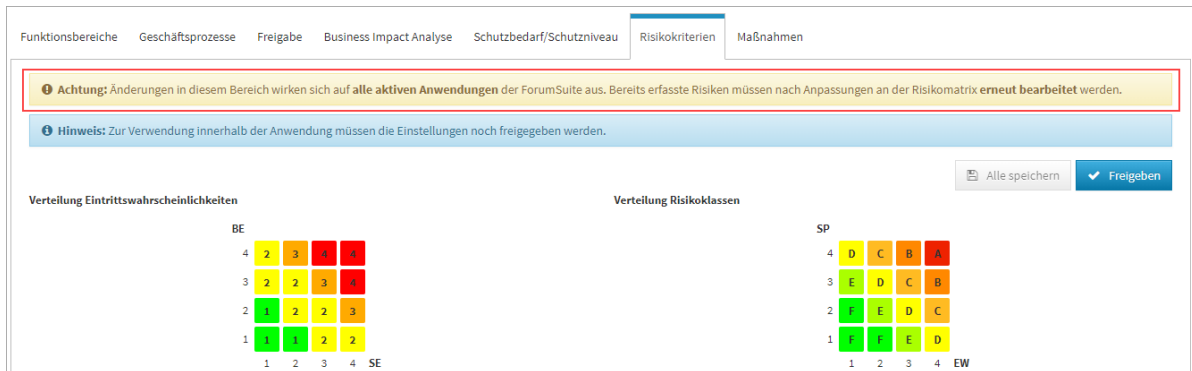 Funktionsbereiche Geschäftsprozesse Freigabe Business Impact Analyse Schutzbedarf/Schutzniveau Risikokriterien Maßnahmen
Achtung: Änderungen in diesem Bereich wirken sich auf alle aktiven Anwendungen der ForumSuite aus. Bereits erfasste Risiken müssen nach Anpassungen an der Risikomatrix erneut bearbeitet werden.
Hinweis: Zur Verwendung innerhalb der Anwendung müssen die Einstellungen noch freigegeben werden.
Alle speichern Freigeben
Verteilung Eintrittswahrscheinlichkeiten
BE
4 2 3 4 4
3 2 2 3 4
2 1 2 2 3
1 1 1 2 2
1 2 3 4 SE
Verteilung Risikoklassen
SP
4 D C B A
3 E D C B
2 F E D C
1 F F E D
1 2 3 4 EW